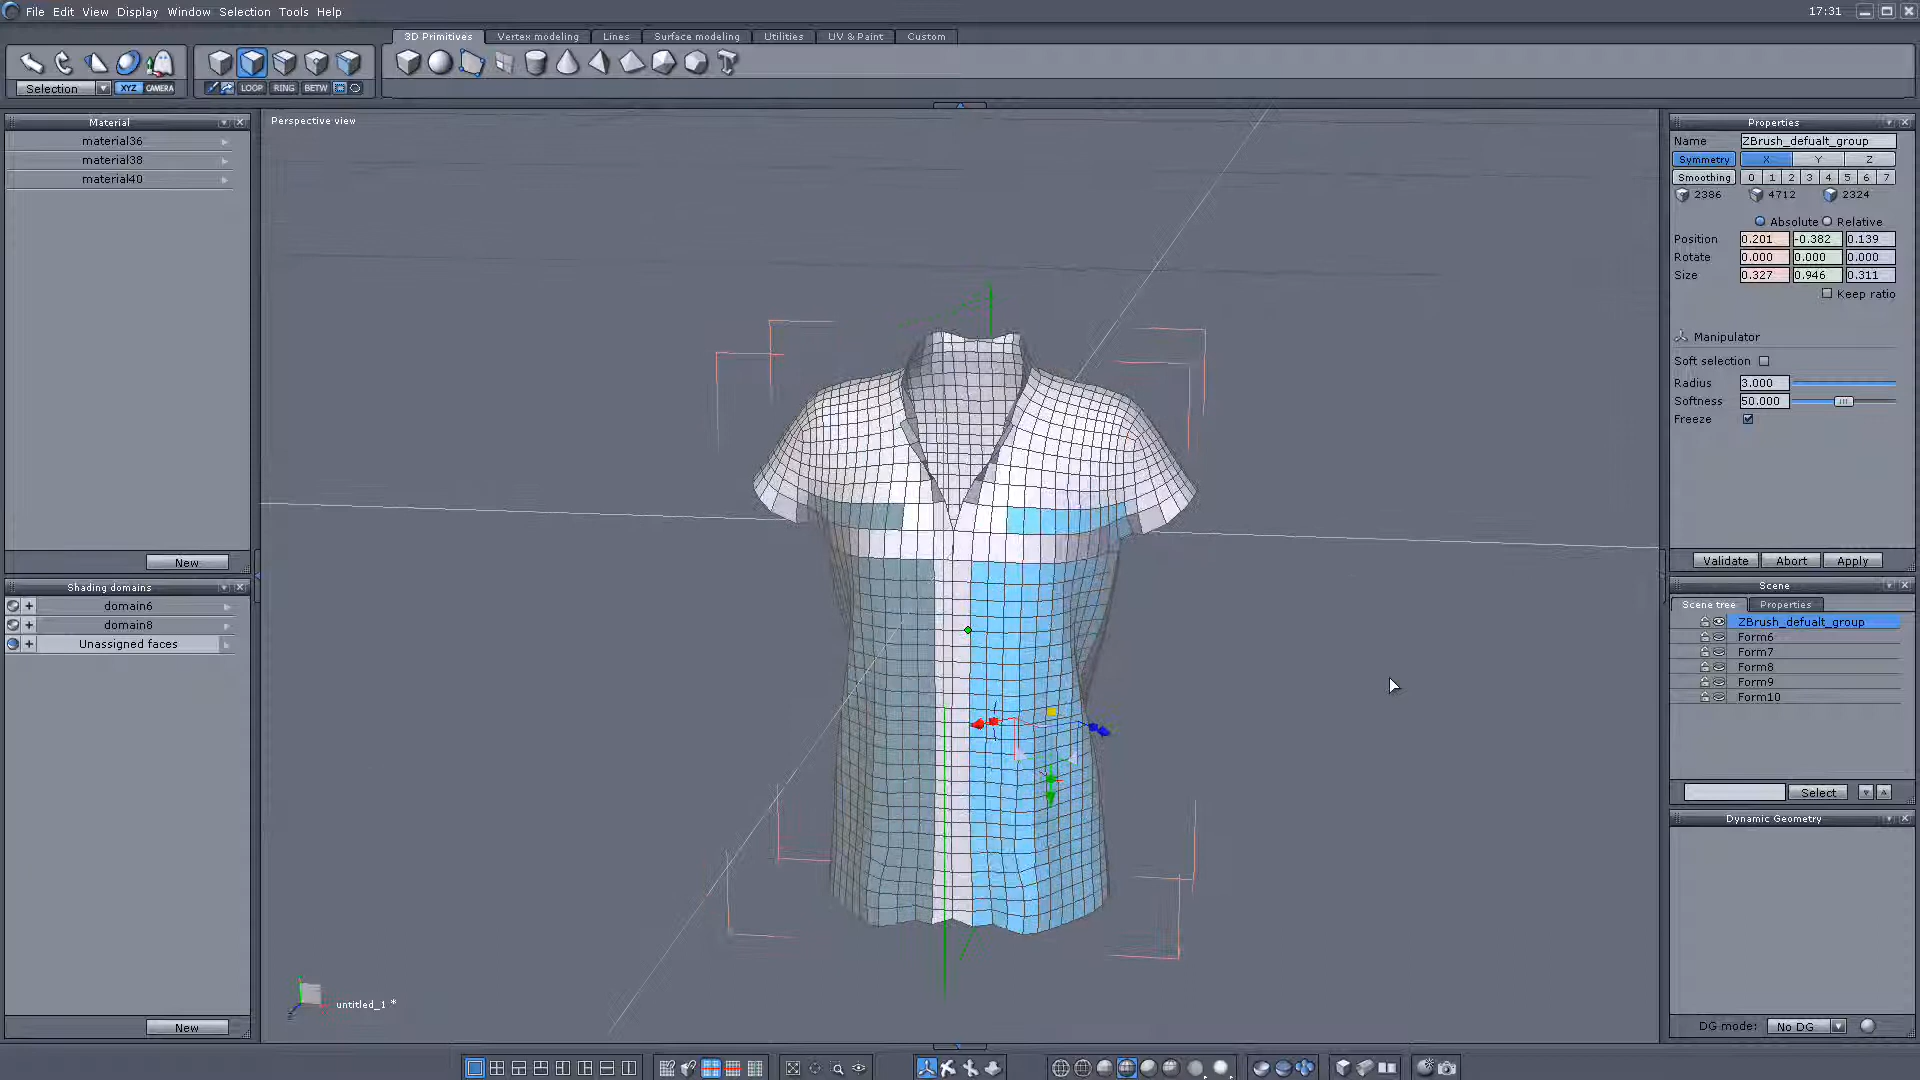 File Edit View Display Window Selection Tools Help
17:31
3D Primitives Vertex modeling Lines Surface modeling Utilities UV & Paint Custom
Selection XYZ CAMERA LOOP RING BETW
Material
material36
material38
material40
New
Shading domains
domain6
domain8
Unassigned faces
New
Perspective view
untitled_1 *
Properties
Name ZBrush_defualt_group
Symmetry X Y Z
Smoothing 0 1 2 3 4 5 6 7
2386 4712 2324
Absolute Relative
Position 0.201 -0.382 0.139
Rotate 0.000 0.000 0.000
Size 0.327 0.946 0.311
Keep ratio
Manipulator
Soft selection
Radius 3.000
Softness 50.000
Freeze
Validate Abort Apply
Scene
Scene tree Properties
ZBrush_defualt_group
Form6
Form7
Form8
Form9
Form10
Select
Dynamic Geometry
DG mode: No DG